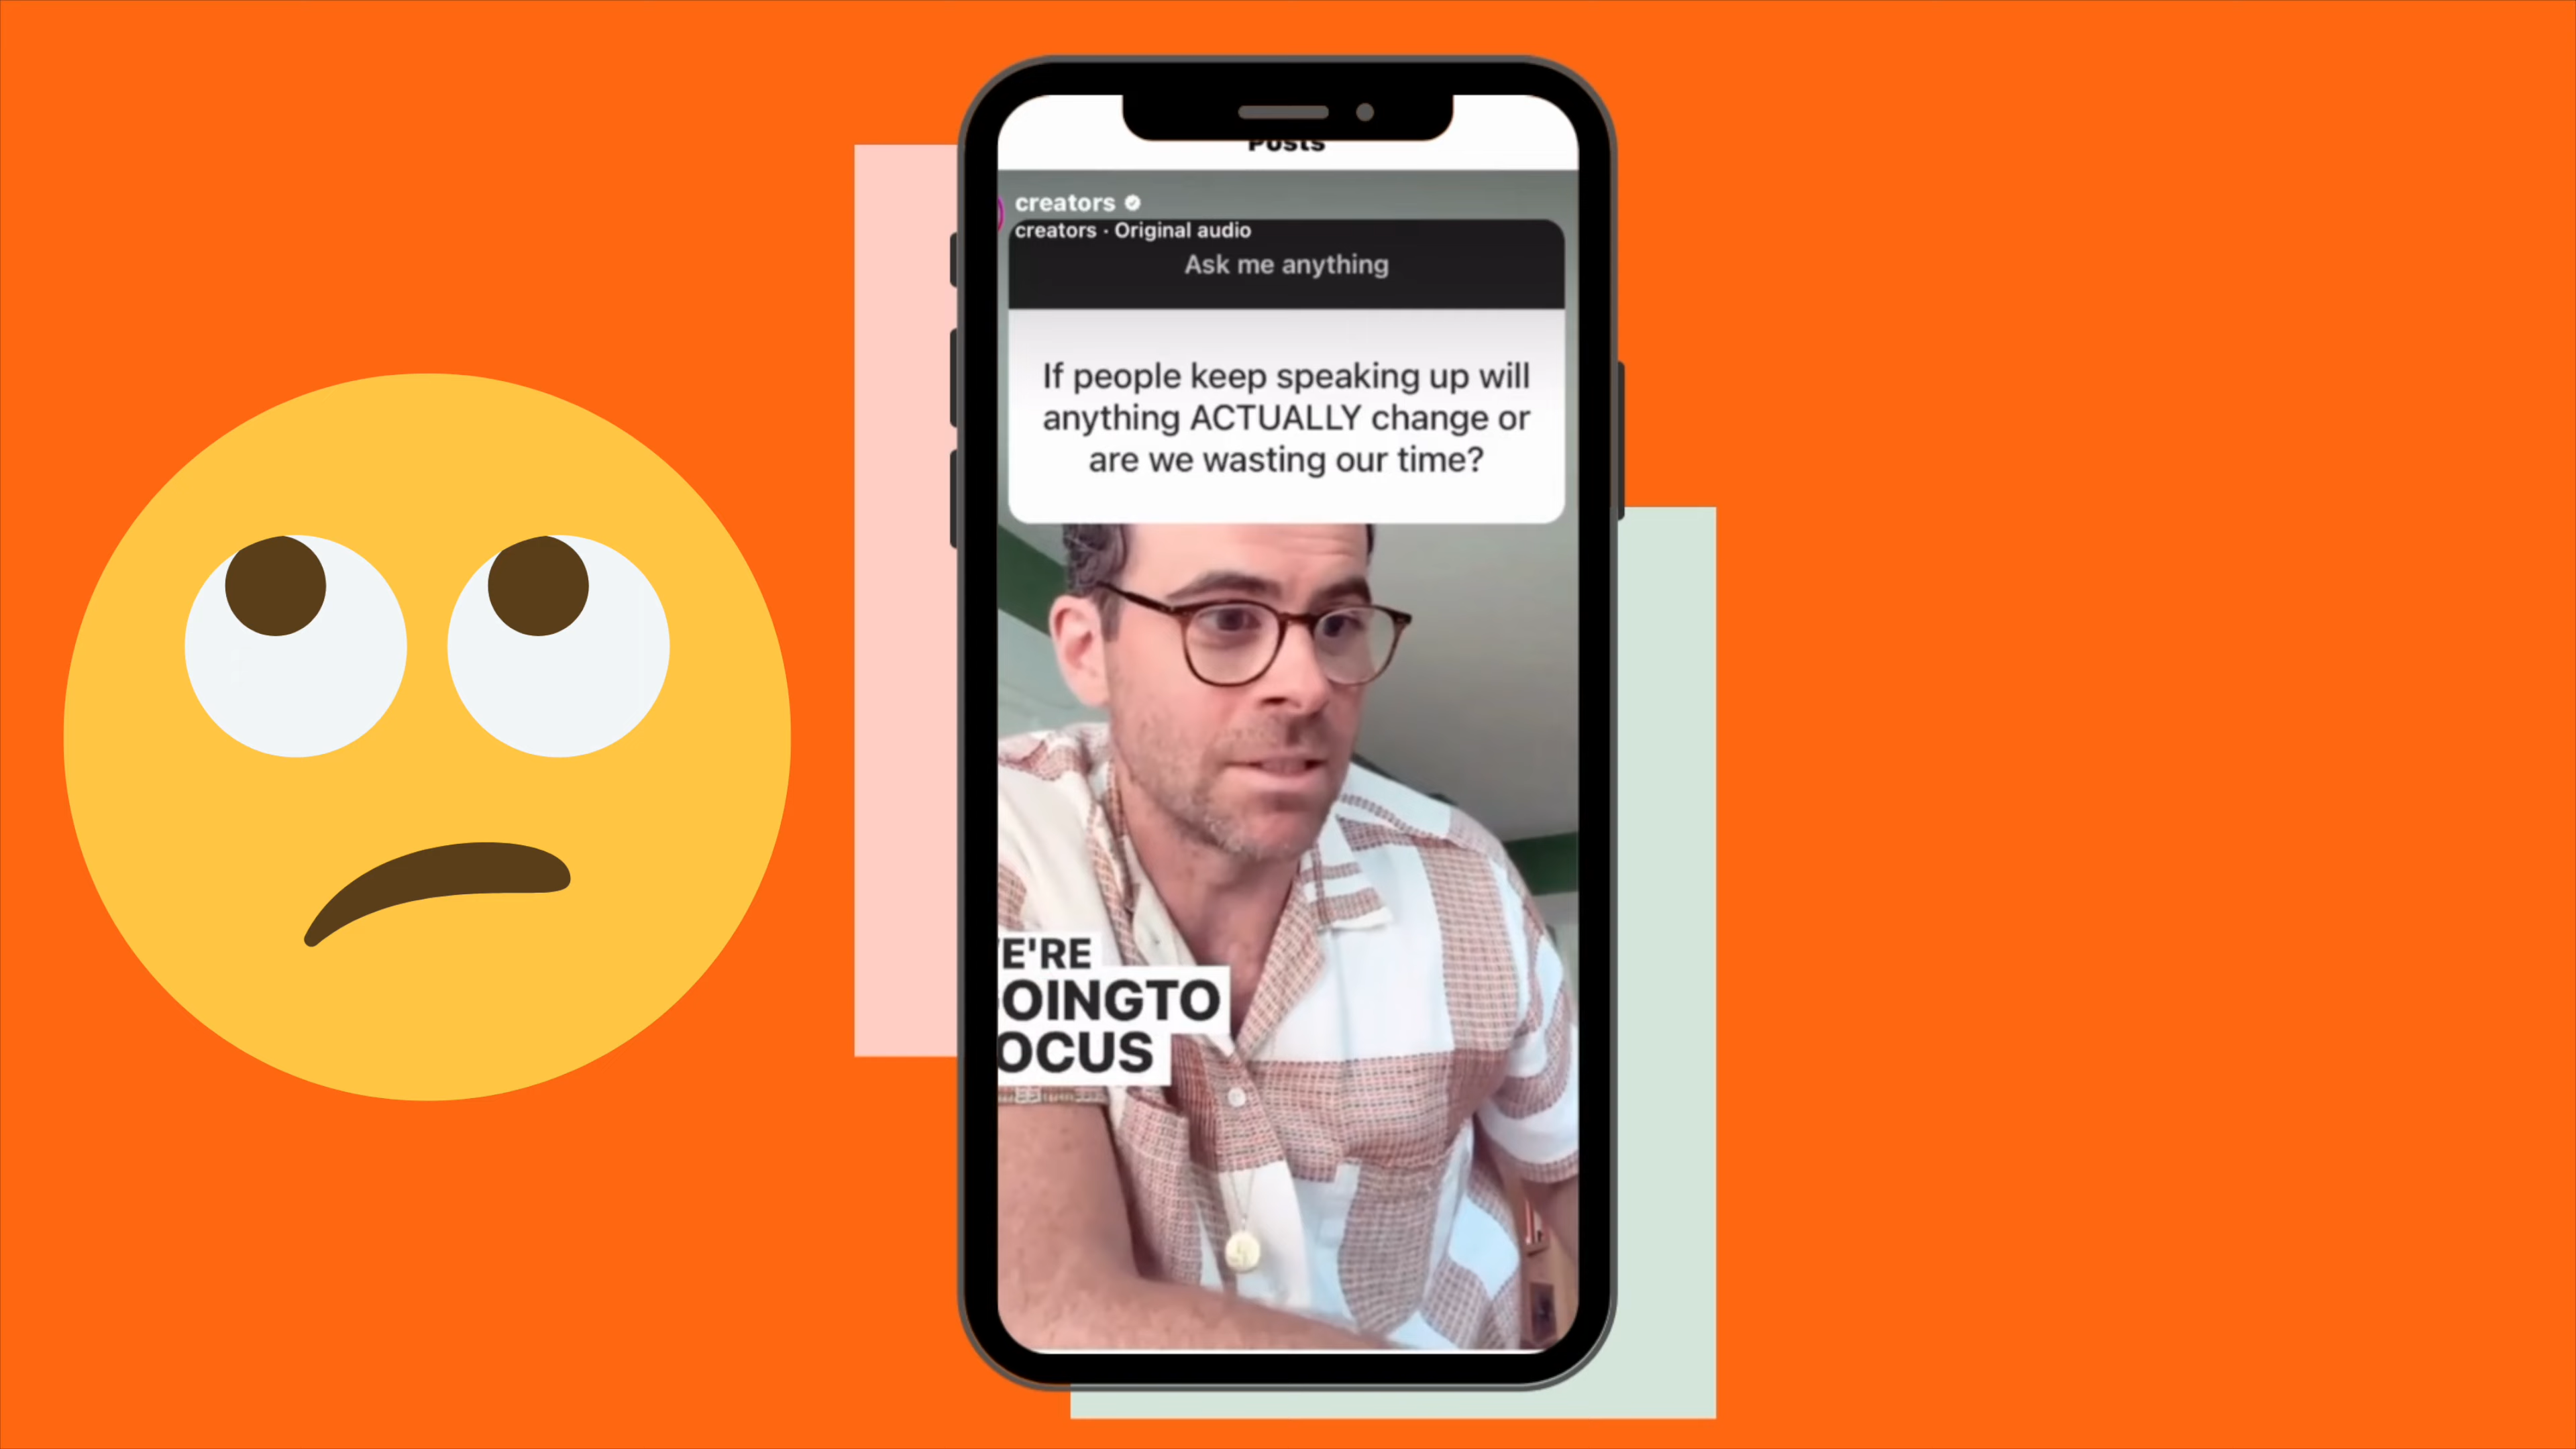 Posts
creators
creators · Original audio
Ask me anything
If people keep speaking up will
anything ACTUALLY change or
are we wasting our time?
E'RE
OINGTO
OCUS